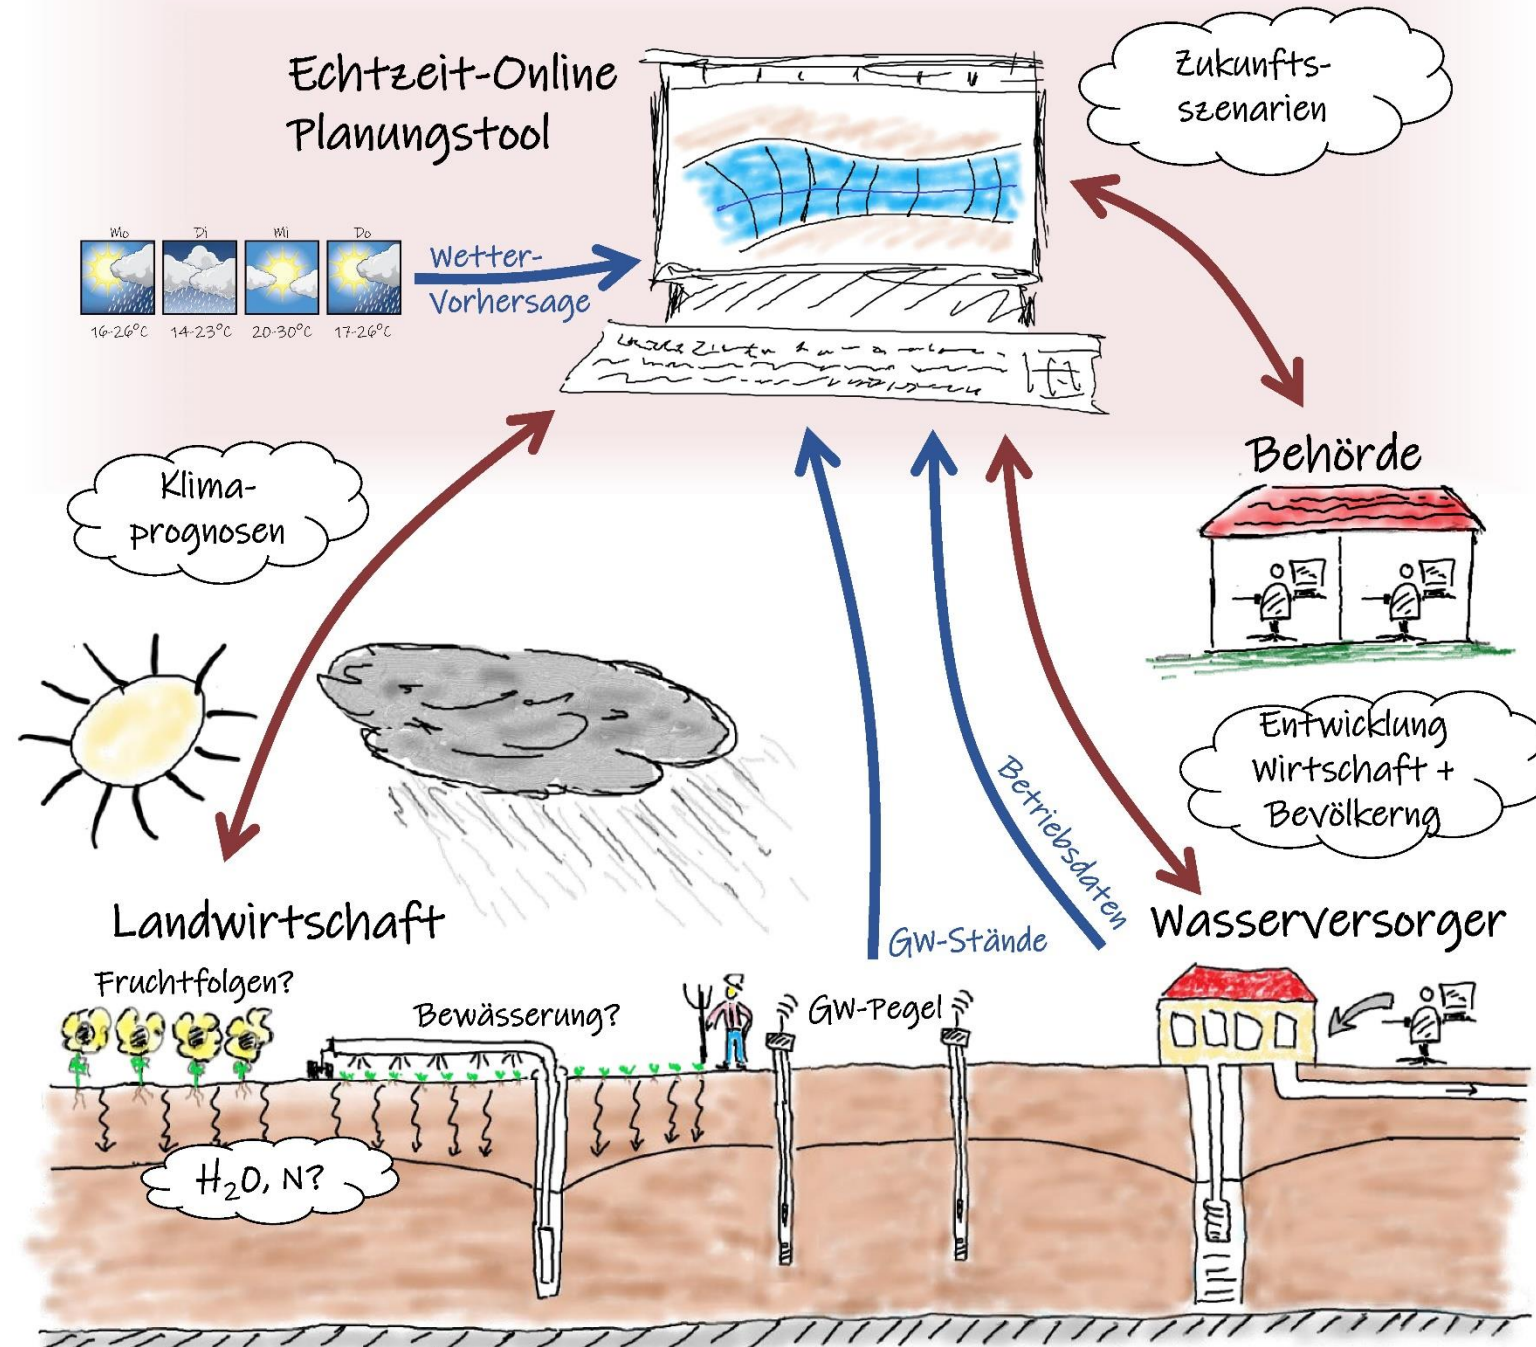 Echtzeit-Online
Planungstool
Zukunfts-
szenarien
Mo
Di
Mi
Do
16-26°C
14-23°C
20-30°C
17-26°C
Wetter-
Vorhersage
Klima-
prognosen
Behörde
Entwicklung
Wirtschaft +
Bevölkerng
Betriebsdaten
GW-Stände
Landwirtschaft
Wasserversorger
Fruchtfolgen?
Bewässerung?
GW-Pegel
H₂O, N?